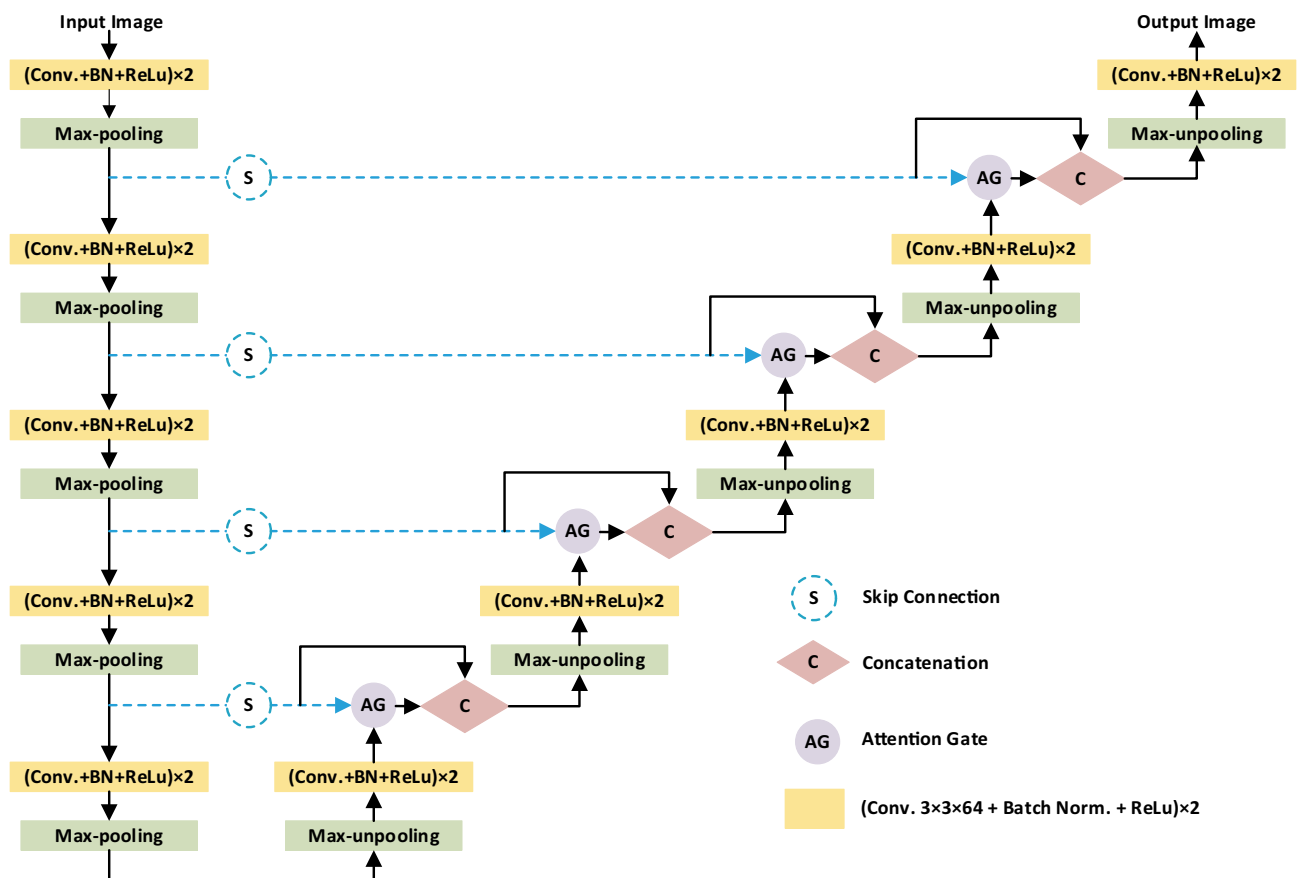 Input Image
Output Image
(Conv.+BN+ReLu)×2
(Conv.+BN+ReLu)×2
Max-pooling
Max-unpooling
S
AG
C
(Conv.+BN+ReLu)×2
(Conv.+BN+ReLu)×2
Max-pooling
Max-unpooling
S
AG
C
(Conv.+BN+ReLu)×2
(Conv.+BN+ReLu)×2
Max-pooling
Max-unpooling
S
AG
C
(Conv.+BN+ReLu)×2
(Conv.+BN+ReLu)×2
Max-pooling
Max-unpooling
S
AG
C
(Conv.+BN+ReLu)×2
(Conv.+BN+ReLu)×2
Max-pooling
Max-unpooling
S
Skip Connection
C
Concatenation
AG
Attention Gate
(Conv. 3×3×64 + Batch Norm. + ReLu)×2